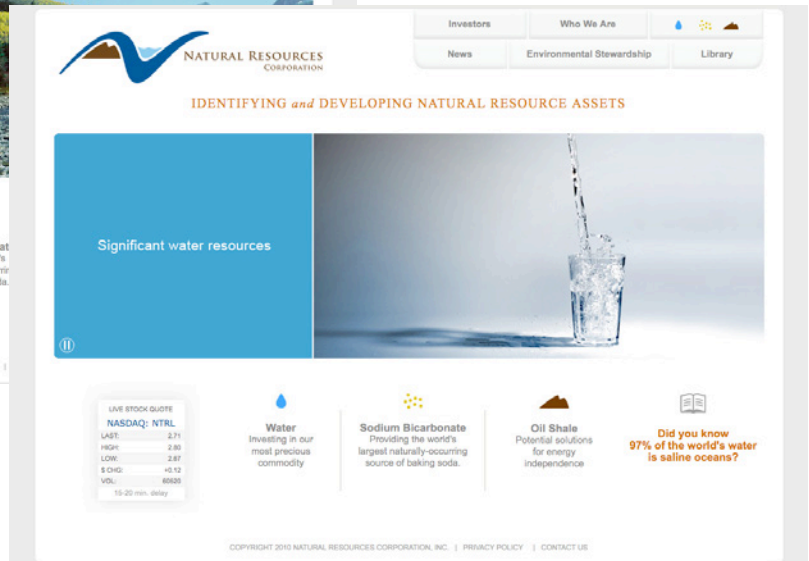 Investors
Who We Are
News
Environmental Stewardship
Library
NATURAL RESOURCES
CORPORATION
IDENTIFYING and DEVELOPING NATURAL RESOURCE ASSETS
Significant water resources
LIVE STOCK QUOTE
NASDAQ: NTRL
LAST: 2.71
HIGH: 2.80
LOW: 2.67
$ CHG: +0.12
VOL: 60520
15-20 min. delay
Water
Investing in our
most precious
commodity
Sodium Bicarbonate
Providing the world's
largest naturally-occurring
source of baking soda.
Oil Shale
Potential solutions
for energy
independence
Did you know
97% of the world's water
is saline oceans?
COPYRIGHT 2010 NATURAL RESOURCES CORPORATION, INC. | PRIVACY POLICY | CONTACT US